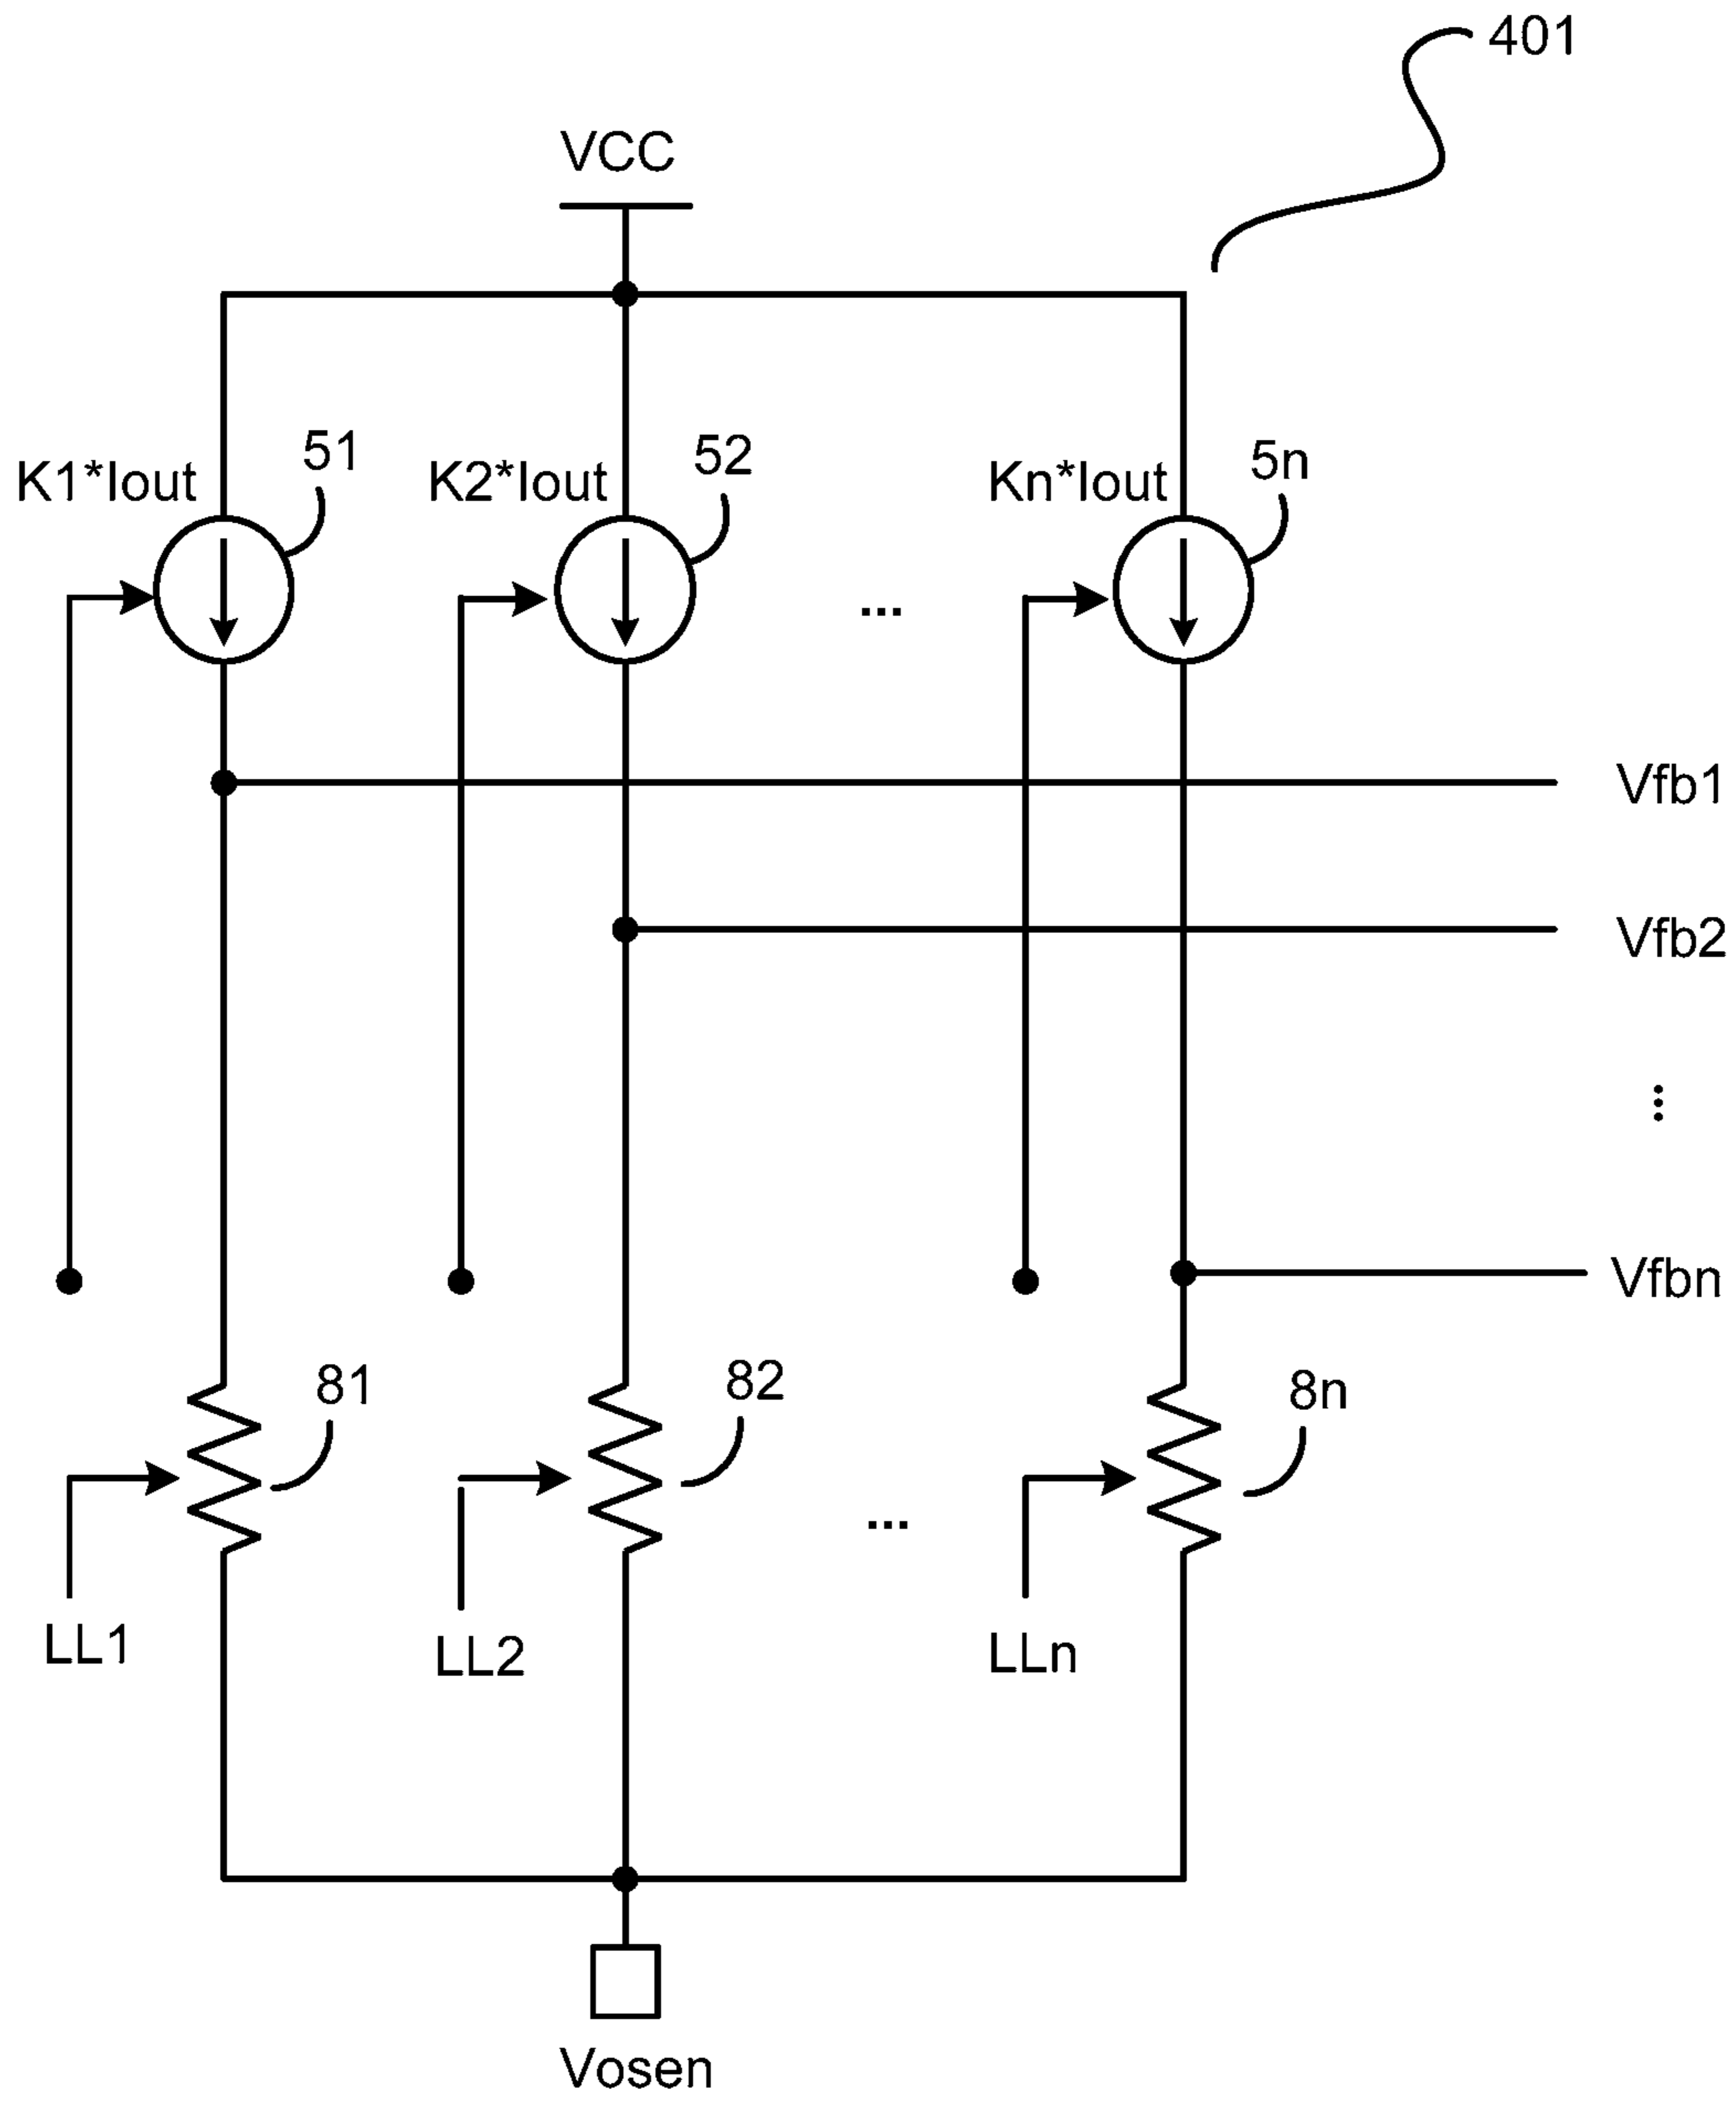 401
VCC
K1*Iout
51
K2*Iout
52
Kn*Iout
5n
...
Vfb1
Vfb2
Vfbn
81
82
8n
...
LL1
LL2
LLn
Vosen